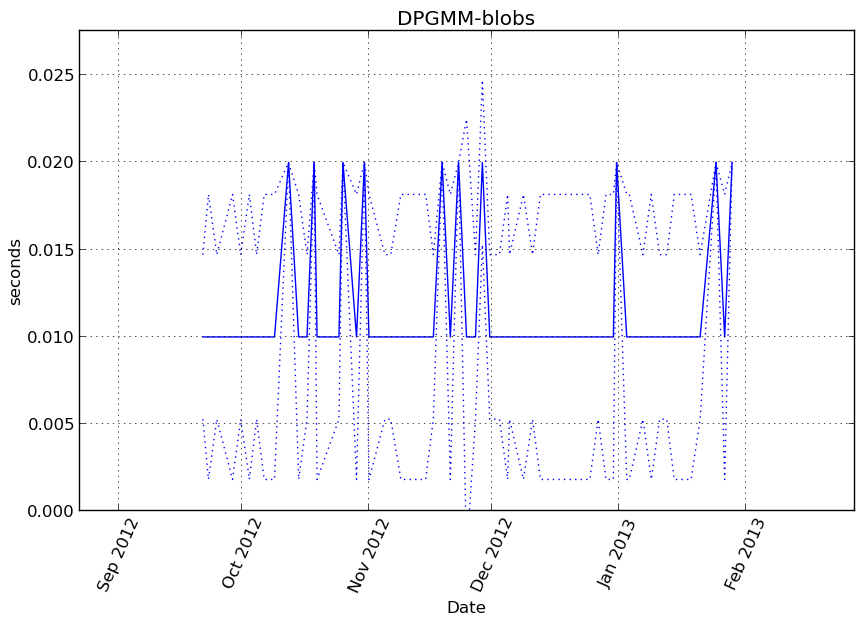 DPGMM-blobs
0.025
0.020
0.015
0.010
0.005
0.000
seconds
Sep 2012
Oct 2012
Nov 2012
Dec 2012
Jan 2013
Feb 2013
Date